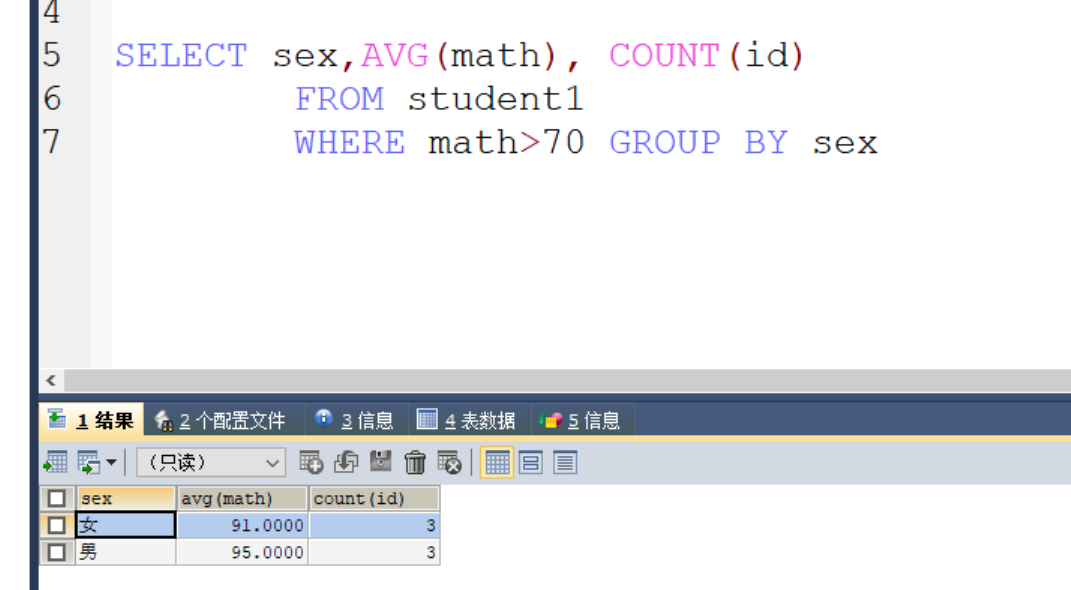 4
5 SELECT sex,AVG(math), COUNT(id)
6 FROM student1
7 WHERE math>70 GROUP BY sex
1 结果 2 个配置文件 3 信息 4 表数据 5 信息
(只读)
sex avg(math) count(id)
女 91.0000 3
男 95.0000 3